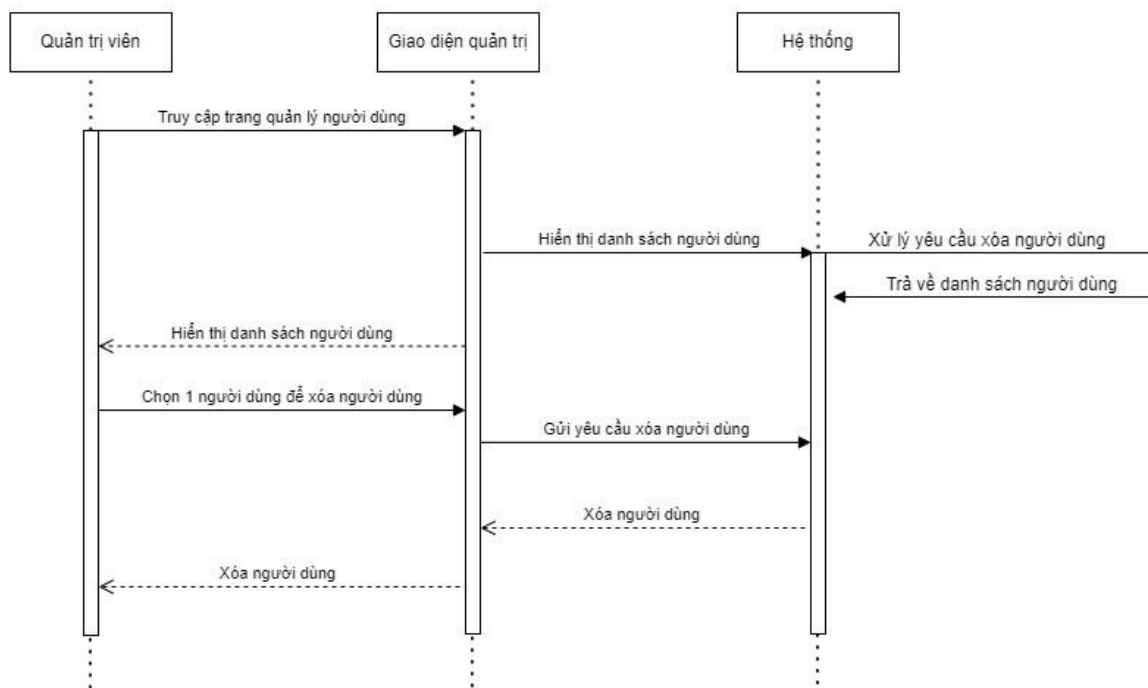 Quản trị viên
Giao diện quản trị
Hệ thống
Truy cập trang quản lý người dùng
Hiển thị danh sách người dùng
Xử lý yêu cầu xóa người dùng
Trả về danh sách người dùng
Hiển thị danh sách người dùng
Chọn 1 người dùng để xóa người dùng
Gửi yêu cầu xóa người dùng
Xóa người dùng
Xóa người dùng